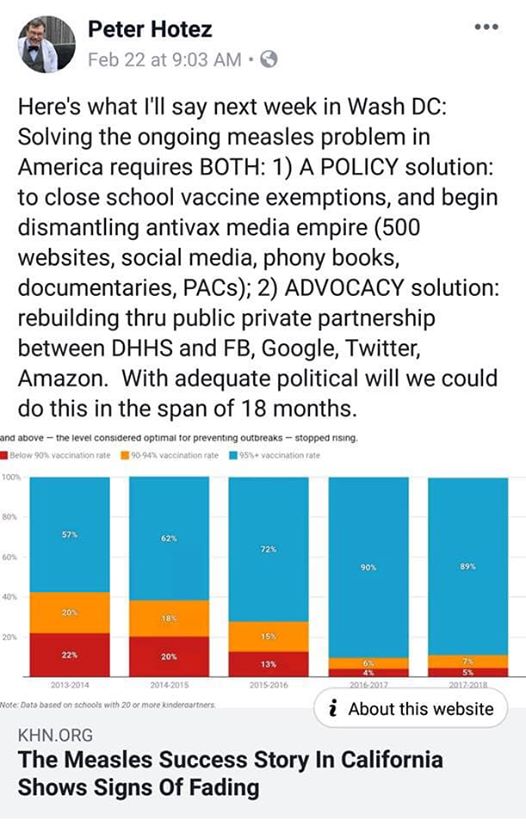 Peter Hotez
Feb 22 at 9:03 AM ·
Here's what I'll say next week in Wash DC:
Solving the ongoing measles problem in
America requires BOTH: 1) A POLICY solution:
to close school vaccine exemptions, and begin
dismantling antivax media empire (500
websites, social media, phony books,
documentaries, PACs); 2) ADVOCACY solution:
rebuilding thru public private partnership
between DHHS and FB, Google, Twitter,
Amazon.  With adequate political will we could
do this in the span of 18 months.
and above — the level considered optimal for preventing outbreaks — stopped rising.
Below 90% vaccination rate 90-94% vaccination rate 95%+ vaccination rate
100%
80%
60%
40%
20%
57%
20%
22%
62%
18%
20%
72%
15%
13%
90%
6%
4%
89%
7%
5%
2013-2014 2014-2015 2015-2016 2016-2017 2017-2018
Note: Data based on schools with 20 or more kindergartners.
i About this website
KHN.ORG
The Measles Success Story In California
Shows Signs Of Fading